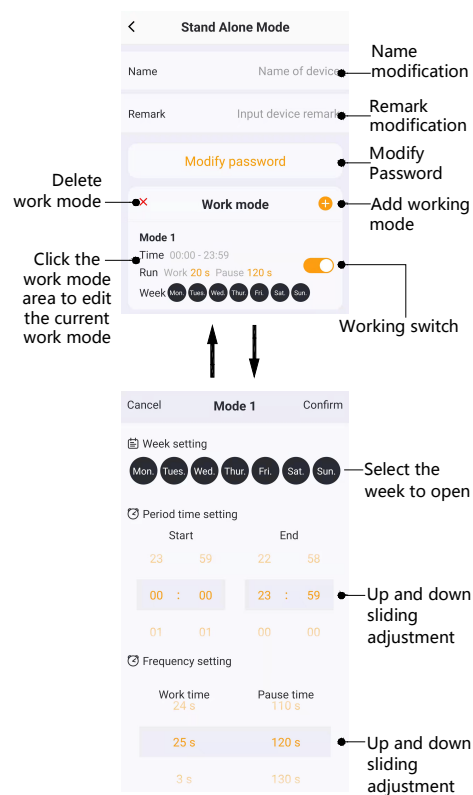 Stand Alone Mode
Name
Name of device
Name
modification
Remark
Input device remark
Remark
modification
Modify password
Modify
Password
Delete
work mode
Work mode
Add working
mode
Mode 1
Time 00:00 - 23:59
Run Work 20 s Pause 120 s
Week Mon. Tues. Wed. Thur. Fri. Sat. Sun.
Click the
work mode
area to edit
the current
work mode
Working switch
Cancel
Mode 1
Confirm
Week setting
Mon. Tues. Wed. Thur. Fri. Sat. Sun.
Select the
week to open
Period time setting
Start End
23 59 22 58
00 : 00 23 : 59
01 01 00 00
Up and down
sliding
adjustment
Frequency setting
Work time Pause time
24 s 110 s
25 s 120 s
3 s 130 s
Up and down
sliding
adjustment